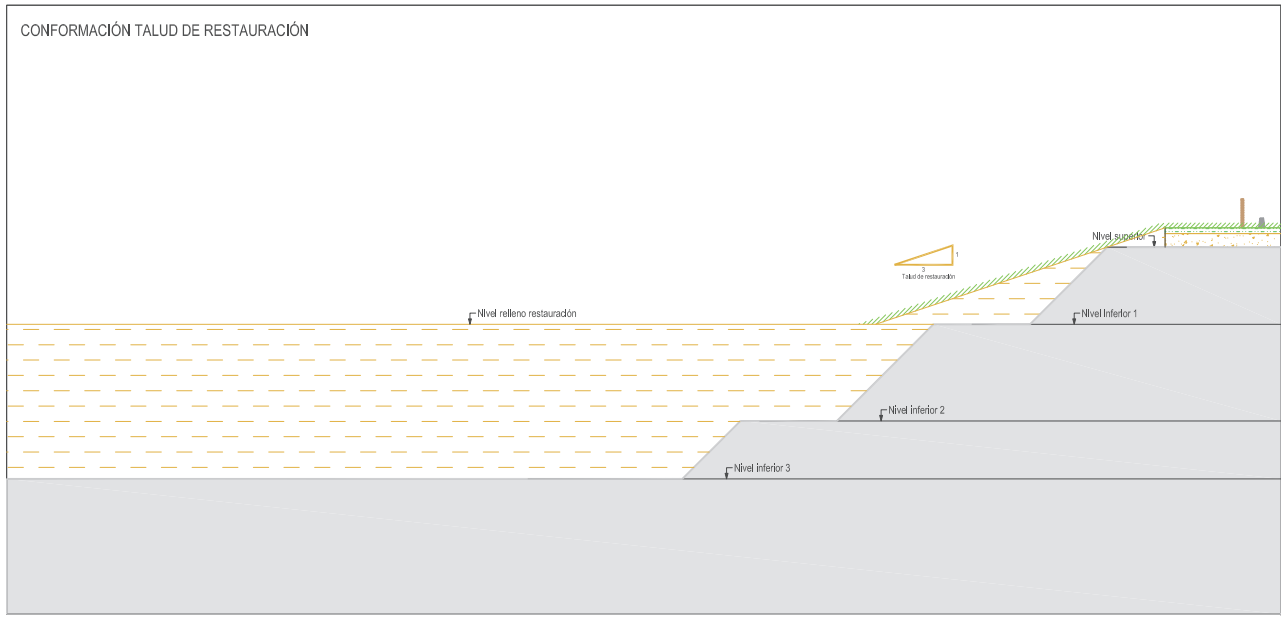 CONFORMACIÓN TALUD DE RESTAURACIÓN
Nivel superior
1
3
Talud de restauración
Nivel relleno restauración
Nivel Inferior 1
Nivel inferior 2
Nivel inferior 3